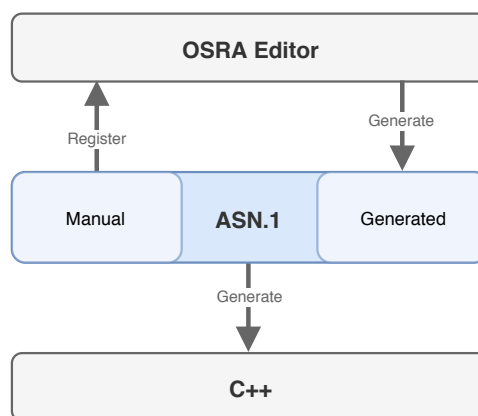 OSRA Editor
Register
Generate
Manual
ASN.1
Generated
Generate
C++